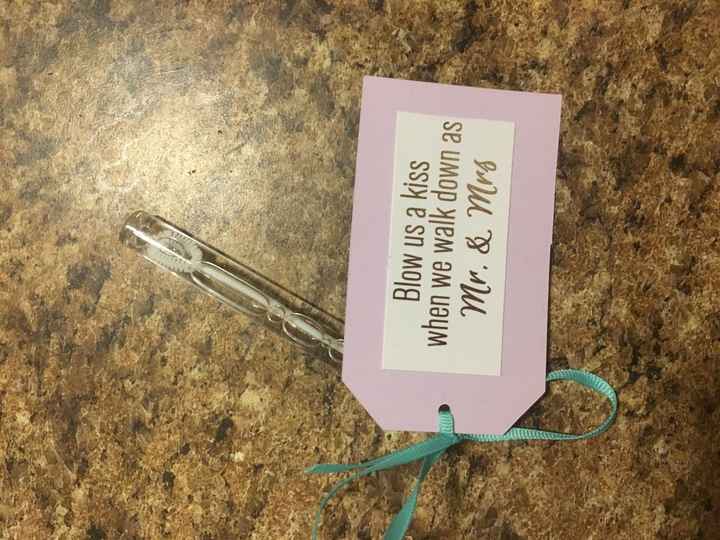 Blow us a kiss
when we walk down as
Mr. & Mrs